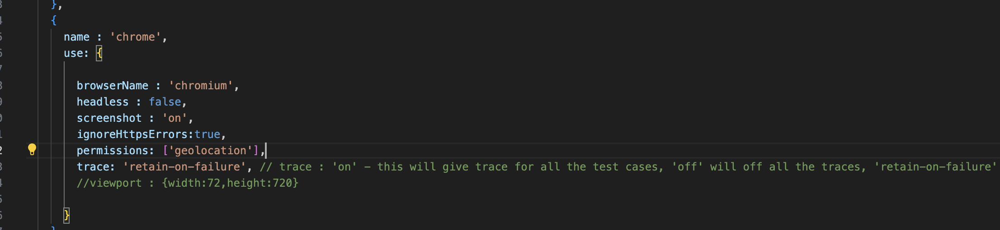 },
{
name : 'chrome',
use: {
browserName : 'chromium',
headless : false,
screenshot : 'on',
ignoreHttpsErrors:true,
permissions: ['geolocation'],
trace: 'retain-on-failure', // trace : 'on' - this will give trace for all the test cases, 'off' will off all the traces, 'retain-on-failure'
//viewport : {width:72,height:720}
}
}